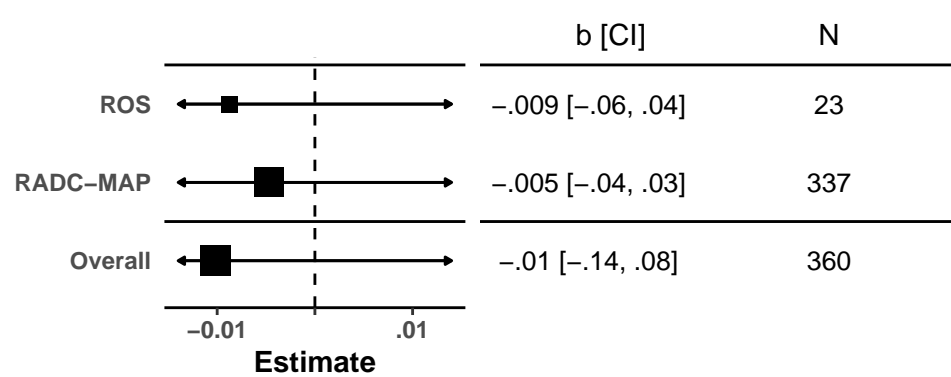 b [CI] N
ROS −.009 [−.06, .04] 23
RADC−MAP −.005 [−.04, .03] 337
Overall −.01 [−.14, .08] 360
−0.01 .01
Estimate